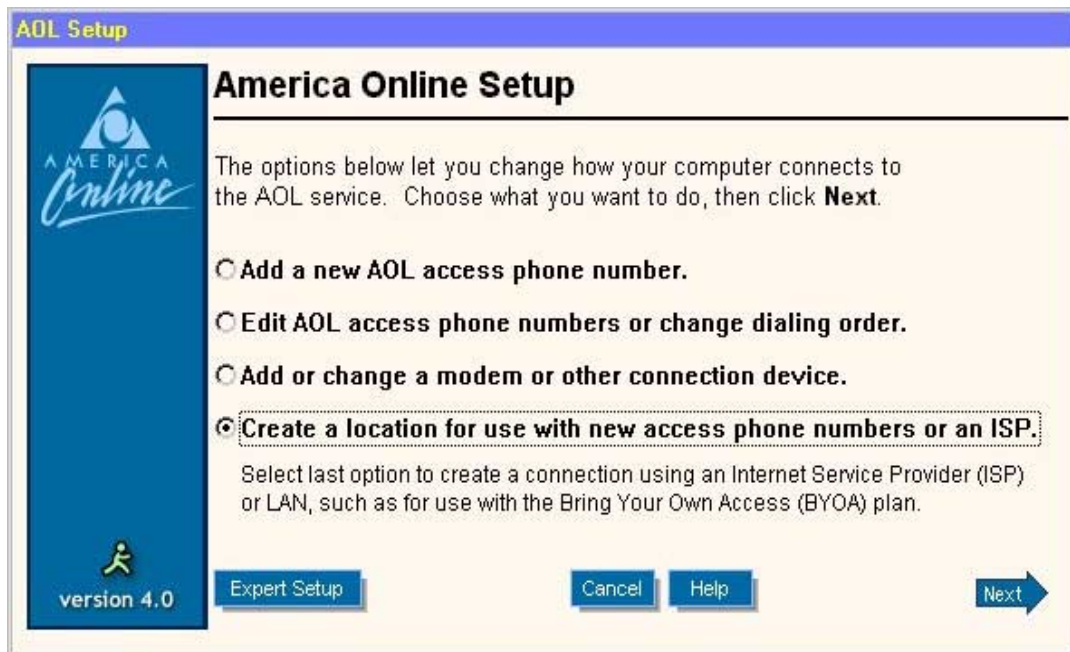 AOL Setup
AMERICA
Online
America Online Setup
The options below let you change how your computer connects to
the AOL service. Choose what you want to do, then click Next.
Add a new AOL access phone number.
Edit AOL access phone numbers or change dialing order.
Add or change a modem or other connection device.
Create a location for use with new access phone numbers or an ISP.
Select last option to create a connection using an Internet Service Provider (ISP)
or LAN, such as for use with the Bring Your Own Access (BYOA) plan.
version 4.0
Expert Setup
Cancel
Help
Next